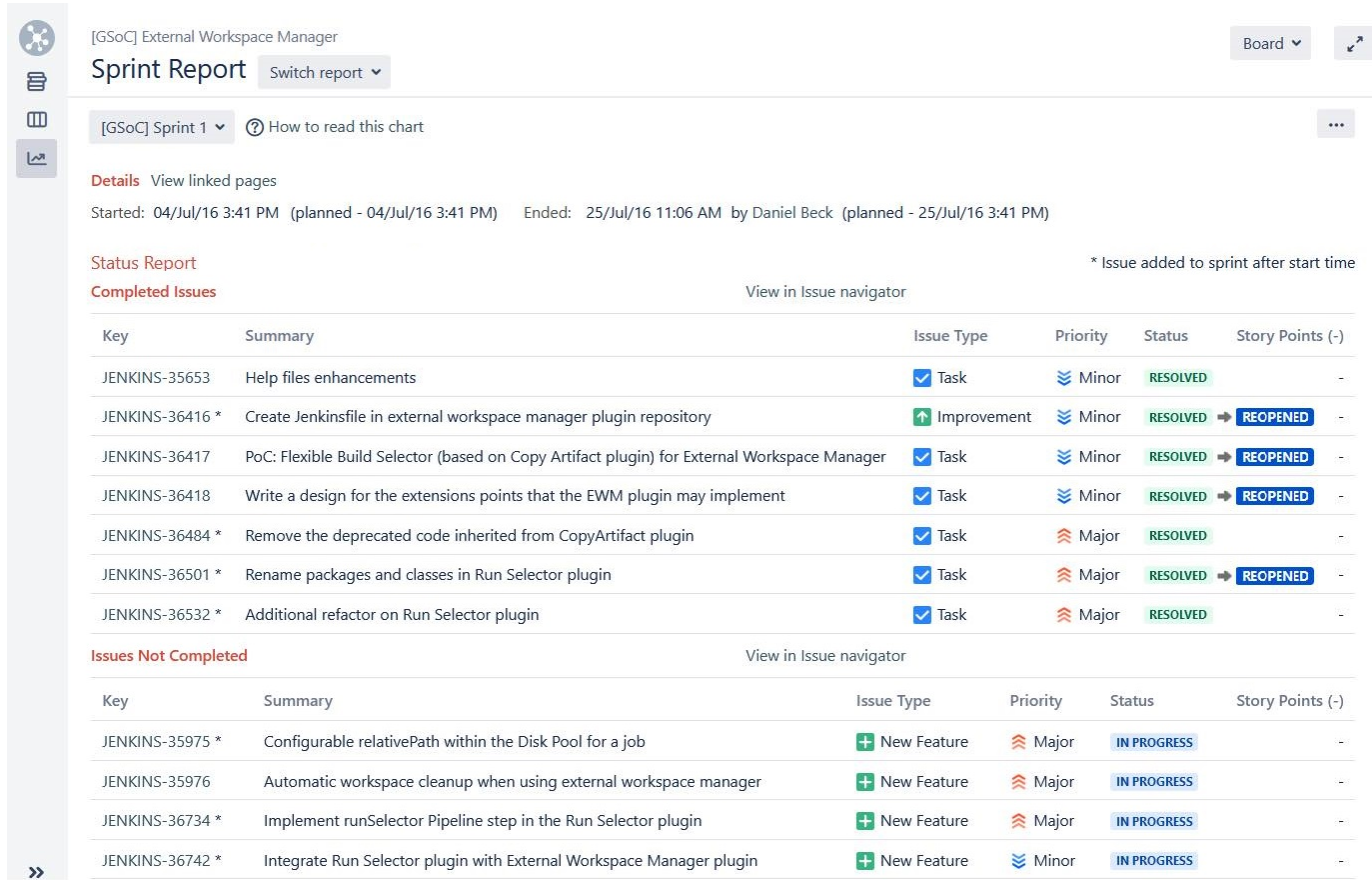 [GSoC] External Workspace Manager
Board
Sprint Report Switch report
[GSoC] Sprint 1 How to read this chart
Details View linked pages
Started: 04/Jul/16 3:41 PM (planned - 04/Jul/16 3:41 PM) Ended: 25/Jul/16 11:06 AM by Daniel Beck (planned - 25/Jul/16 3:41 PM)
Status Report * Issue added to sprint after start time
Completed Issues View in Issue navigator
Key Summary Issue Type Priority Status Story Points (-)
JENKINS-35653 Help files enhancements Task Minor RESOLVED -
JENKINS-36416 * Create Jenkinsfile in external workspace manager plugin repository Improvement Minor RESOLVED REOPENED -
JENKINS-36417 PoC: Flexible Build Selector (based on Copy Artifact plugin) for External Workspace Manager Task Minor RESOLVED REOPENED -
JENKINS-36418 Write a design for the extensions points that the EWM plugin may implement Task Minor RESOLVED REOPENED -
JENKINS-36484 * Remove the deprecated code inherited from CopyArtifact plugin Task Major RESOLVED -
JENKINS-36501 * Rename packages and classes in Run Selector plugin Task Major RESOLVED REOPENED -
JENKINS-36532 * Additional refactor on Run Selector plugin Task Major RESOLVED -
Issues Not Completed View in Issue navigator
Key Summary Issue Type Priority Status Story Points (-)
JENKINS-35975 * Configurable relativePath within the Disk Pool for a job New Feature Major IN PROGRESS -
JENKINS-35976 Automatic workspace cleanup when using external workspace manager New Feature Major IN PROGRESS -
JENKINS-36734 * Implement runSelector Pipeline step in the Run Selector plugin New Feature Major IN PROGRESS -
JENKINS-36742 * Integrate Run Selector plugin with External Workspace Manager plugin New Feature Minor IN PROGRESS -